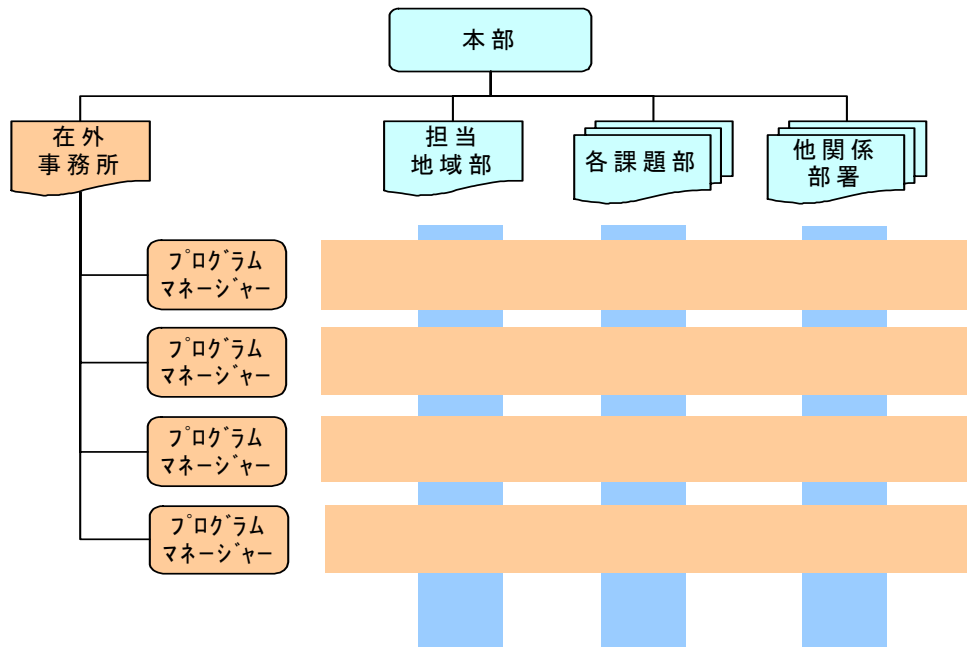 本部
在外
事務所
担当
地域部
各課題部
他関係
部署
プログラム
マネージャー
プログラム
マネージャー
プログラム
マネージャー
プログラム
マネージャー